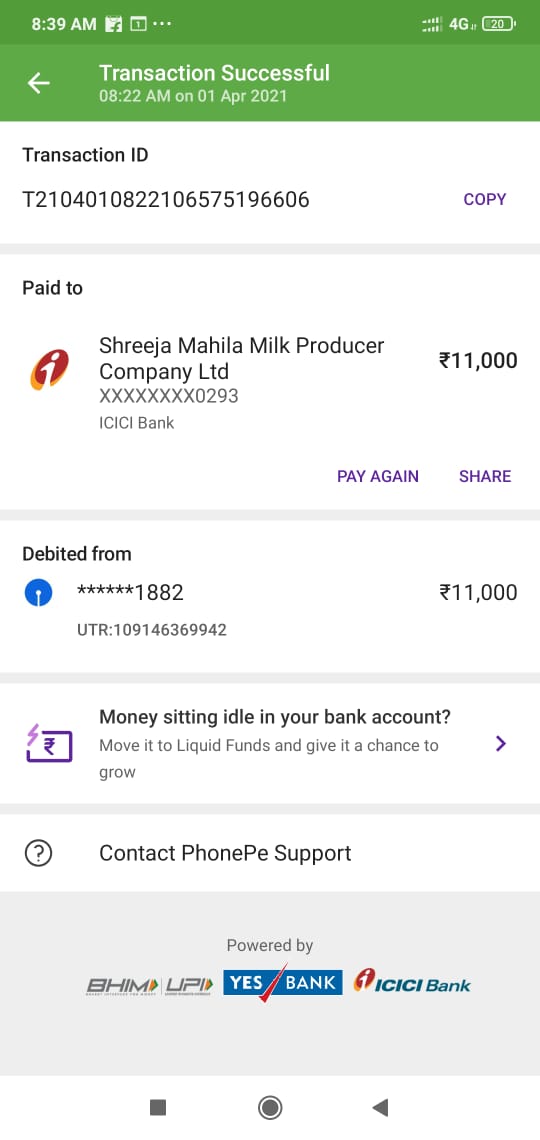 8:39 AM
4G
20
Transaction Successful
08:22 AM on 01 Apr 2021
Transaction ID
T2104010822106575196606
COPY
Paid to
Shreeja Mahila Milk Producer
Company Ltd
₹11,000
XXXXXXXX0293
ICICI Bank
PAY AGAIN
SHARE
Debited from
******1882
₹11,000
UTR:109146369942
Money sitting idle in your bank account?
Move it to Liquid Funds and give it a chance to
grow
Contact PhonePe Support
Powered by
BHIM UPI YES BANK ICICI Bank